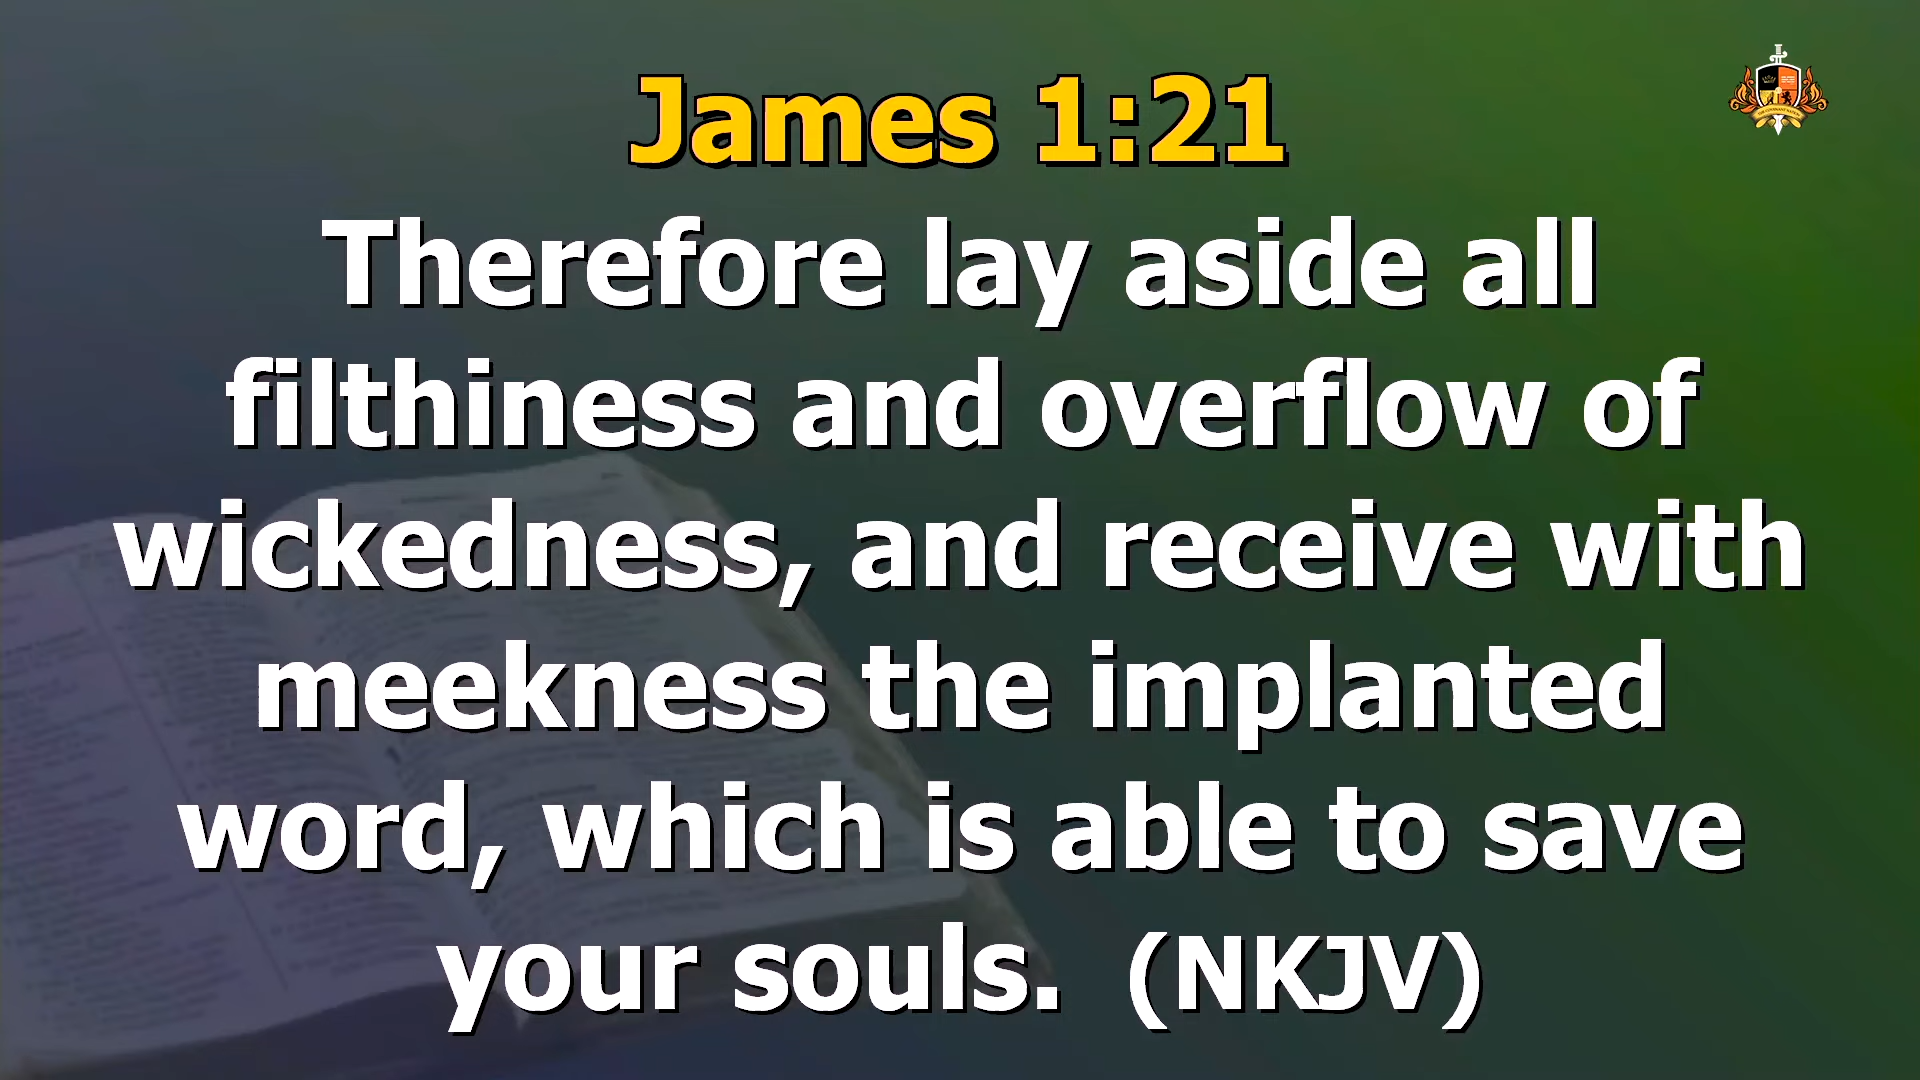 James 1:21
Therefore lay aside all
filthiness and overflow of
wickedness, and receive with
meekness the implanted
word, which is able to save
your souls.  (NKJV)